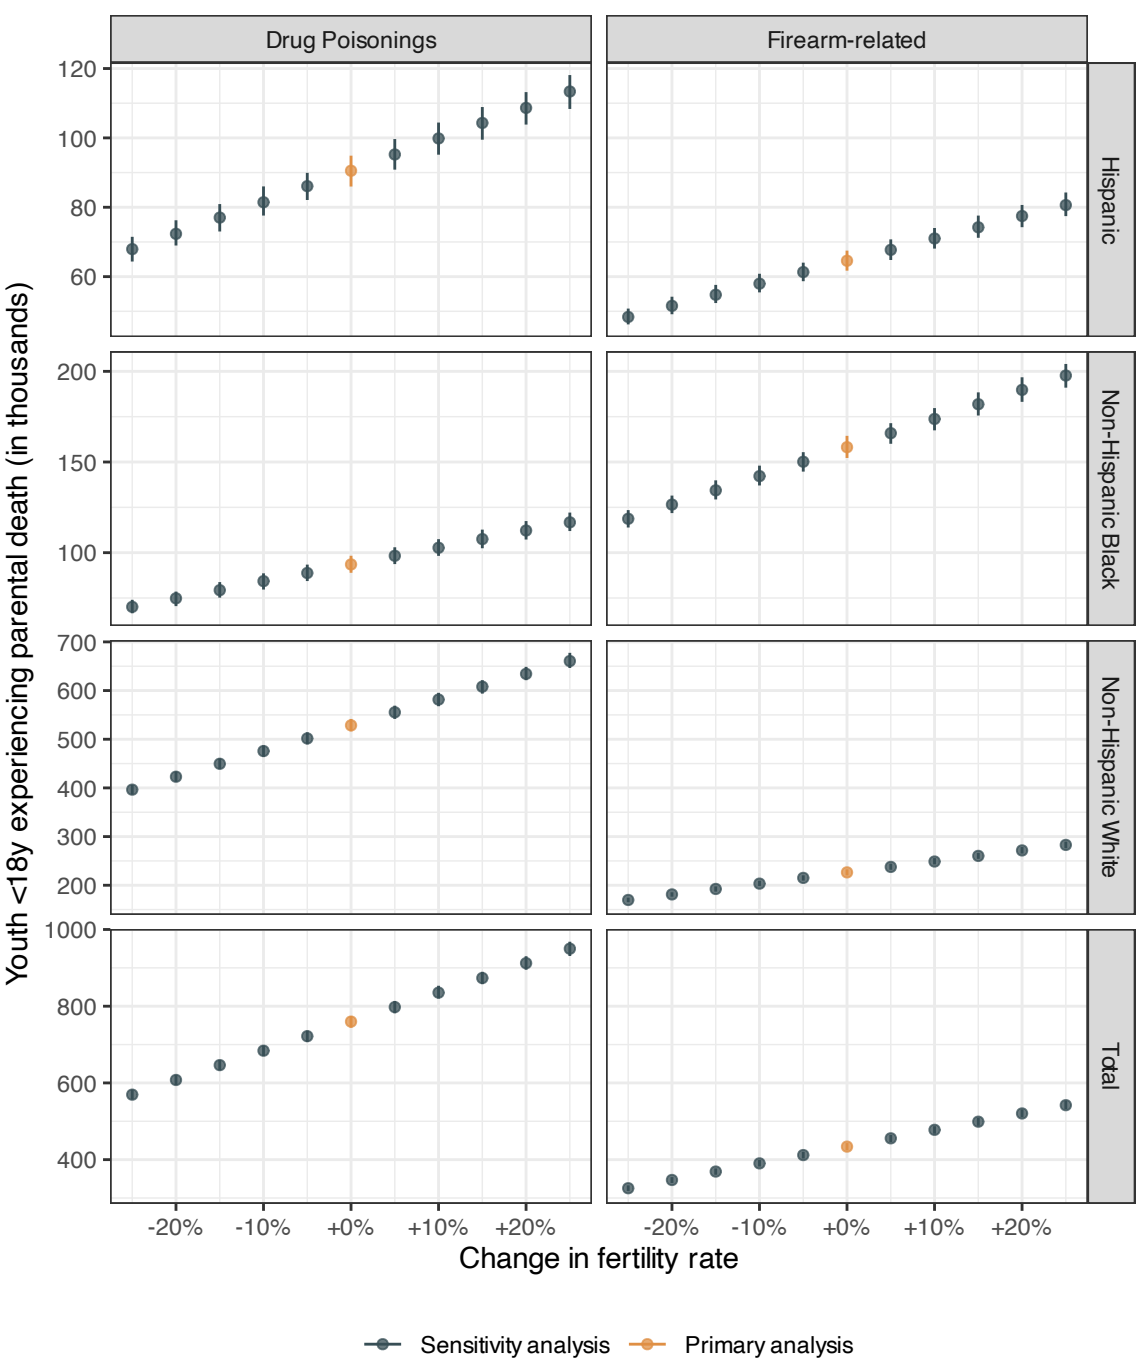 Drug Poisonings
Firearm-related
120
100
80
60
Hispanic
200
150
100
Non-Hispanic Black
700
600
500
400
300
200
Non-Hispanic White
1000
800
600
400
Total
Youth <18y experiencing parental death (in thousands)
-20% -10% +0% +10% +20%
-20% -10% +0% +10% +20%
Change in fertility rate
Sensitivity analysis
Primary analysis